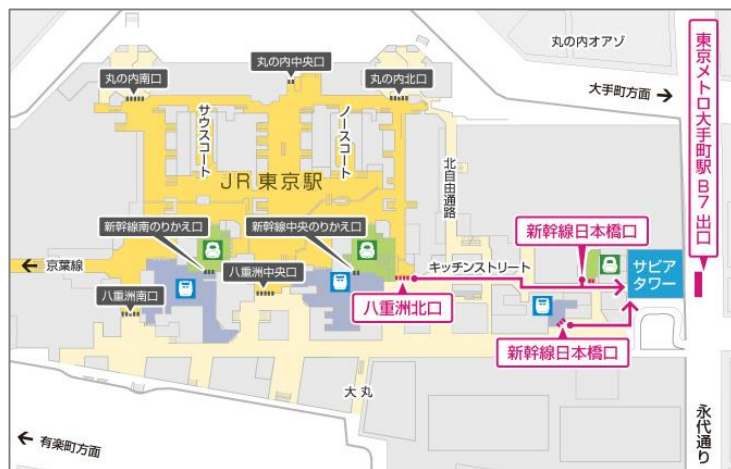 丸の内オアゾ
丸の内中央口
丸の内南口
丸の内北口
大手町方面
東京メトロ大手町駅 B7 出口
サウスコート
ノースコート
北自由通路
JR 東京駅
新幹線南のりかえ口
新幹線中央のりかえ口
新幹線日本橋口
京葉線
八重洲中央口
キッチンストリート
サピア
タワー
八重洲南口
八重洲北口
新幹線日本橋口
大丸
有楽町方面
永代通り